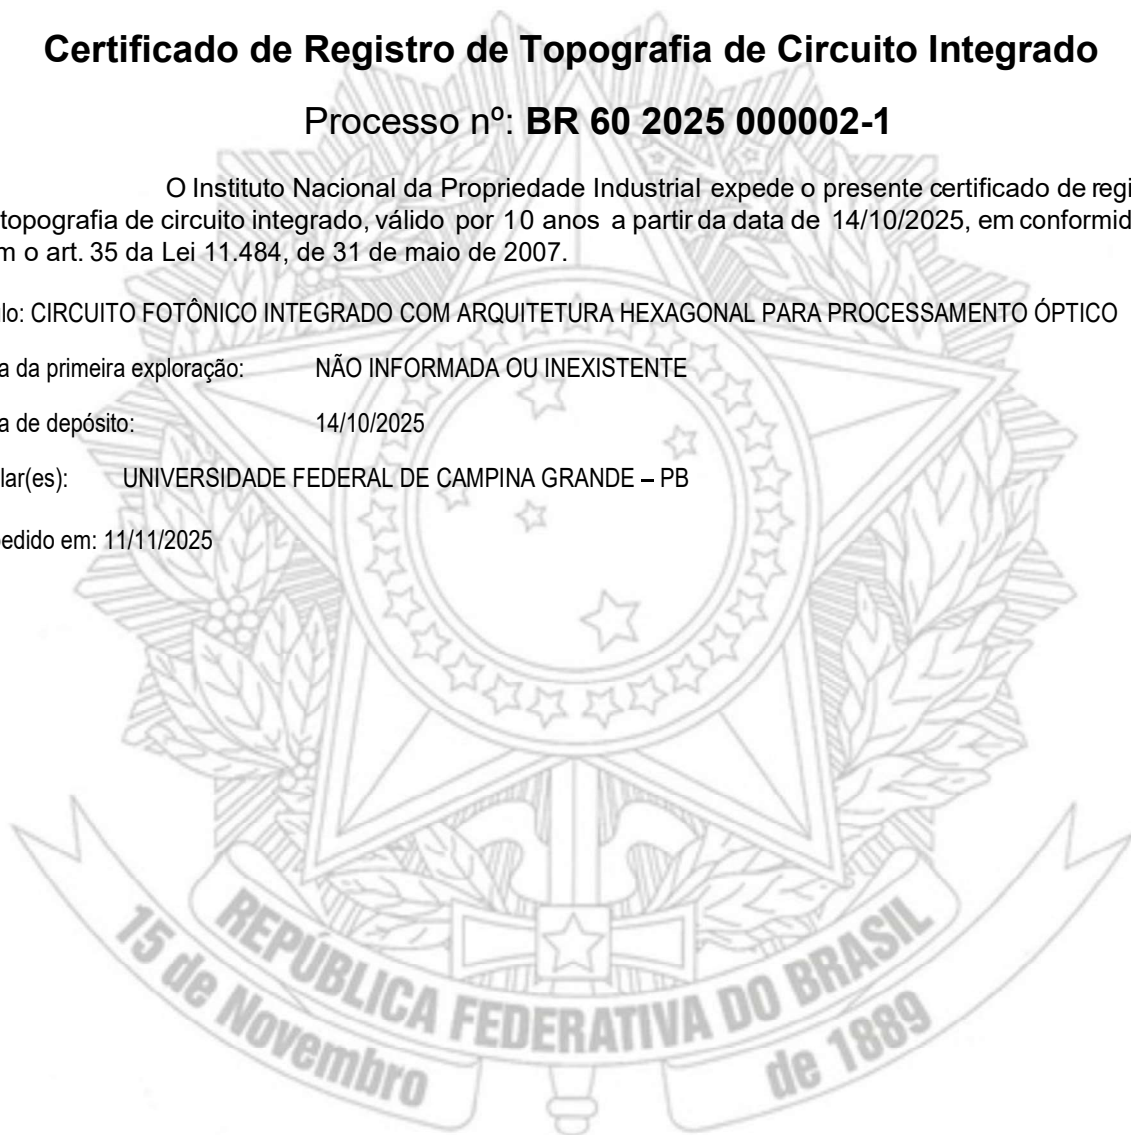 Certificado de Registro de Topografia de Circuito Integrado
Processo nº: BR 60 2025 000002-1
O Instituto Nacional da Propriedade Industrial expede o presente certificado de regi
topografia de circuito integrado, válido por 10 anos a partir da data de 14/10/2025, em conformid
m o art. 35 da Lei 11.484, de 31 de maio de 2007.
lo: CIRCUITO FOTÔNICO INTEGRADO COM ARQUITETURA HEXAGONAL PARA PROCESSAMENTO ÓPTICO
a da primeira exploração: NÃO INFORMADA OU INEXISTENTE
a de depósito: 14/10/2025
lar(es): UNIVERSIDADE FEDERAL DE CAMPINA GRANDE – PB
edido em: 11/11/2025
REPÚBLICA FEDERATIVA DO BRASIL
15 de Novembro de 1889